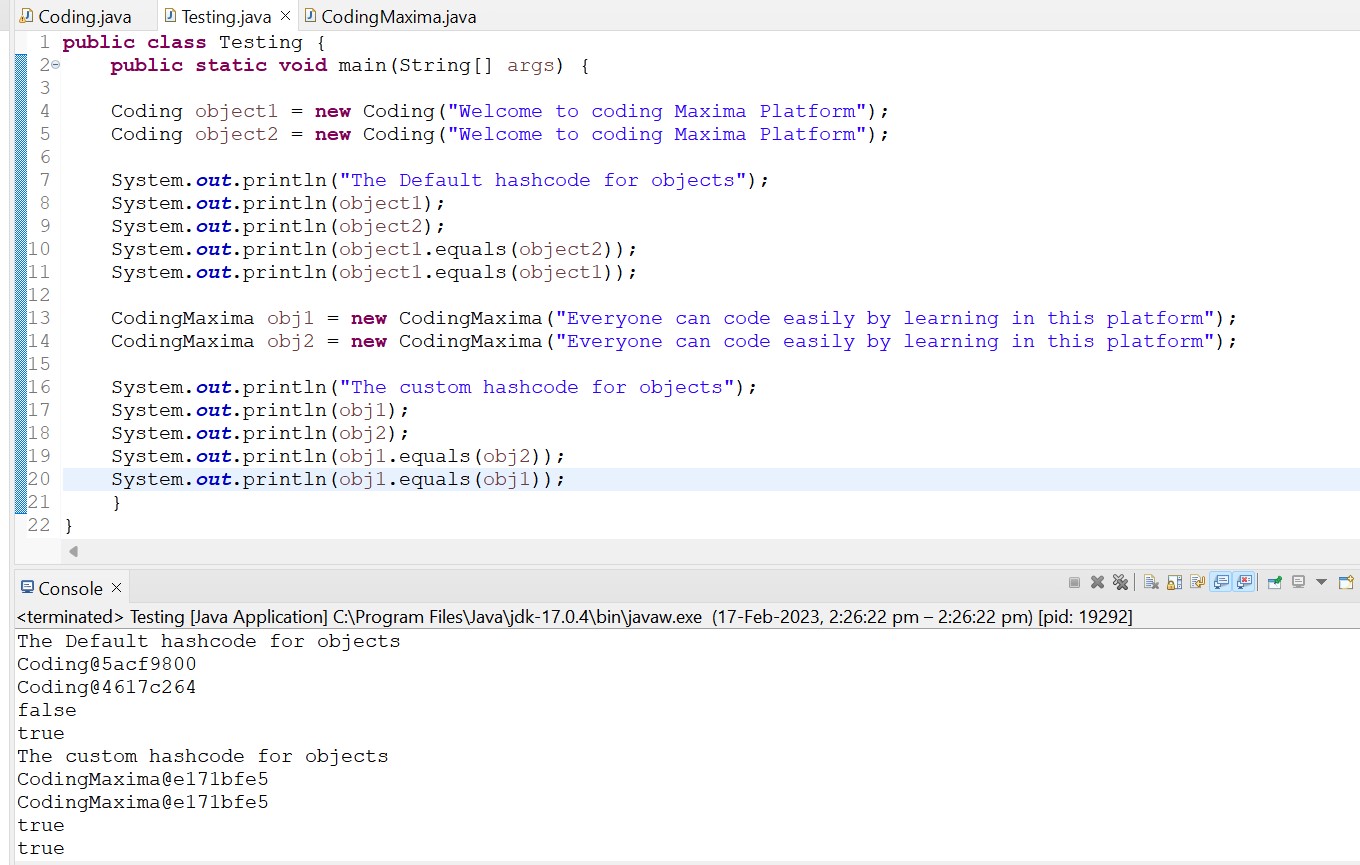 Coding.java Testing.java CodingMaxima.java
1 public class Testing {
2 public static void main(String[] args) {
3
4 Coding object1 = new Coding("Welcome to coding Maxima Platform");
5 Coding object2 = new Coding("Welcome to coding Maxima Platform");
6
7 System.out.println("The Default hashcode for objects");
8 System.out.println(object1);
9 System.out.println(object2);
10 System.out.println(object1.equals(object2));
11 System.out.println(object1.equals(object1));
12
13 CodingMaxima obj1 = new CodingMaxima("Everyone can code easily by learning in this platform");
14 CodingMaxima obj2 = new CodingMaxima("Everyone can code easily by learning in this platform");
15
16 System.out.println("The custom hashcode for objects");
17 System.out.println(obj1);
18 System.out.println(obj2);
19 System.out.println(obj1.equals(obj2));
20 System.out.println(obj1.equals(obj1));
21 }
22 }
Console
<terminated> Testing [Java Application] C:\Program Files\Java\jdk-17.0.4\bin\javaw.exe (17-Feb-2023, 2:26:22 pm – 2:26:22 pm) [pid: 19292]
The Default hashcode for objects
Coding@5acf9800
Coding@4617c264
false
true
The custom hashcode for objects
CodingMaxima@e171bfe5
CodingMaxima@e171bfe5
true
true